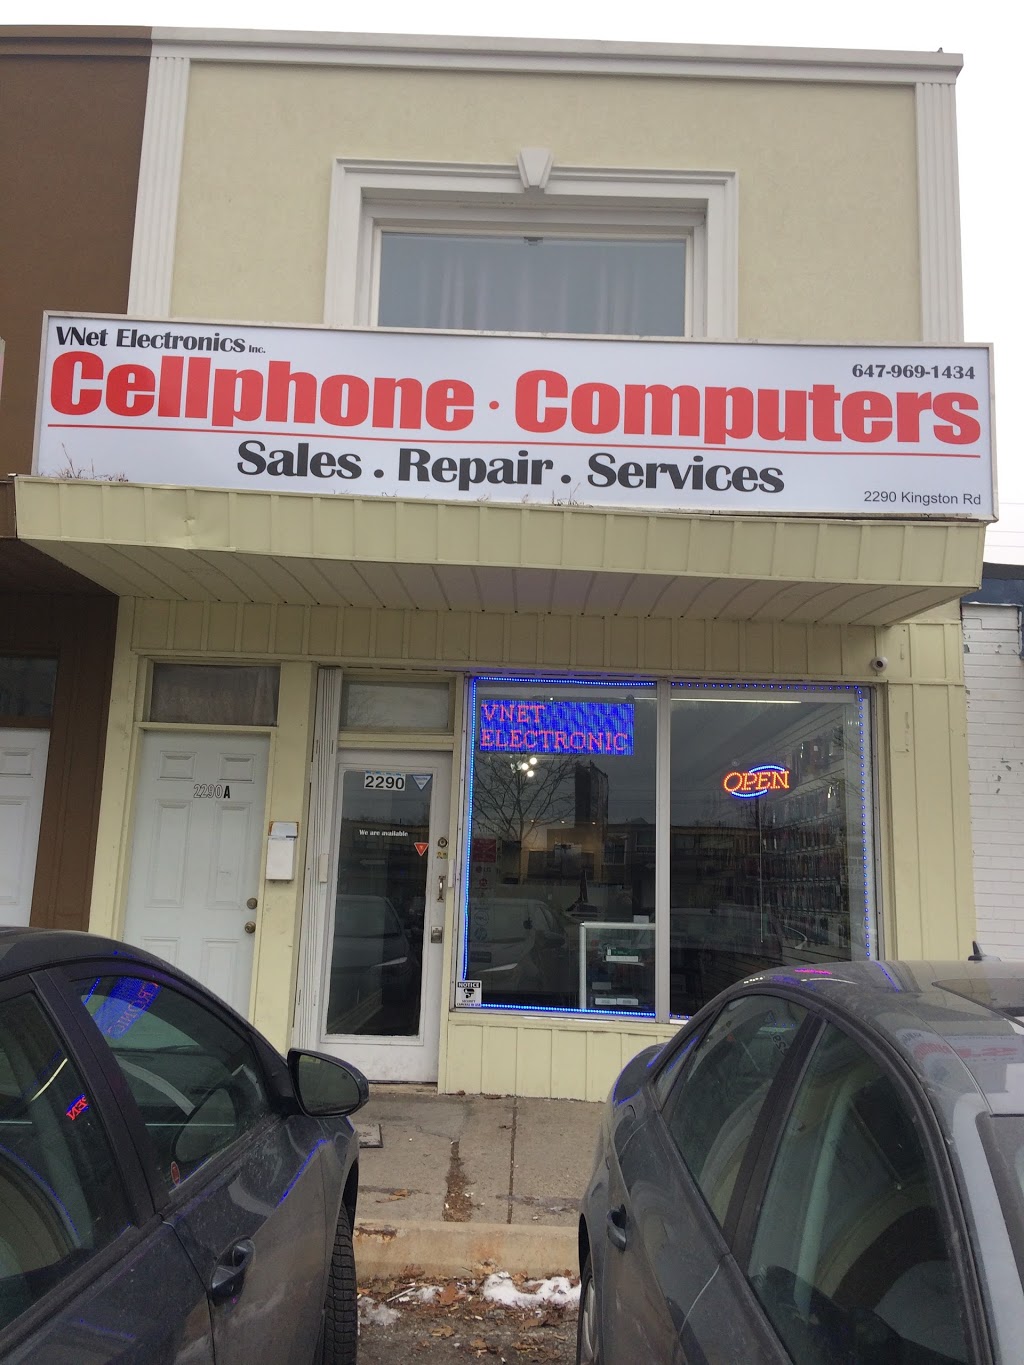 VNet Electronics Inc.
647-969-1434
Cellphone · Computers
Sales . Repair . Services
2290 Kingston Rd
VNET
ELECTRONIC
OPEN
2290
2290A
We are available
NOTICE